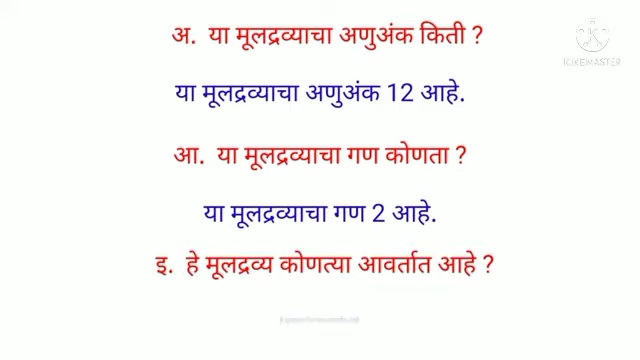 अ. या मूलद्रव्याचा अणुअंक किती ?
KINEMASTER
या मूलद्रव्याचा अणुअंक 12 आहे.
आ. या मूलद्रव्याचा गण कोणता ?
या मूलद्रव्याचा गण 2 आहे.
इ. हे मूलद्रव्य कोणत्या आवर्तात आहे ?